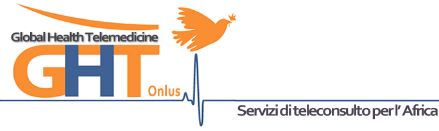 Global Health Telemedicine
GHT
Onlus
Servizi di teleconsulto per l' Africa